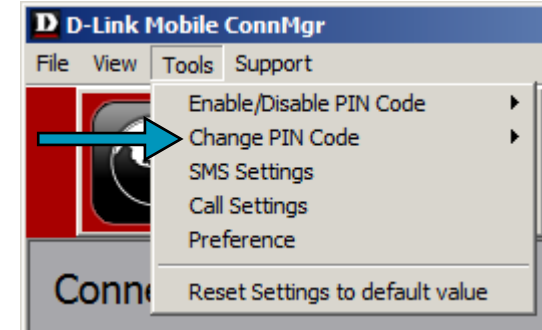 D D-Link Mobile ConnMgr
File View Tools Support
Enable/Disable PIN Code
Change PIN Code
SMS Settings
Call Settings
Preference
Conne
Reset Settings to default value